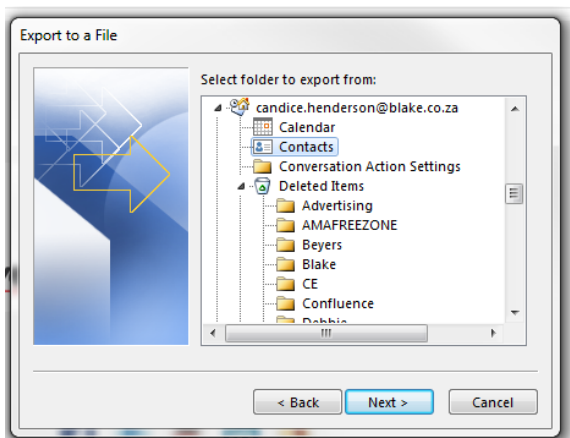 Export to a File
Select folder to export from:
candice.henderson@blake.co.za
Calendar
Contacts
Conversation Action Settings
Deleted Items
Advertising
AMAFREEZONE
Beyers
Blake
CE
Confluence
Debbie
< Back
Next >
Cancel